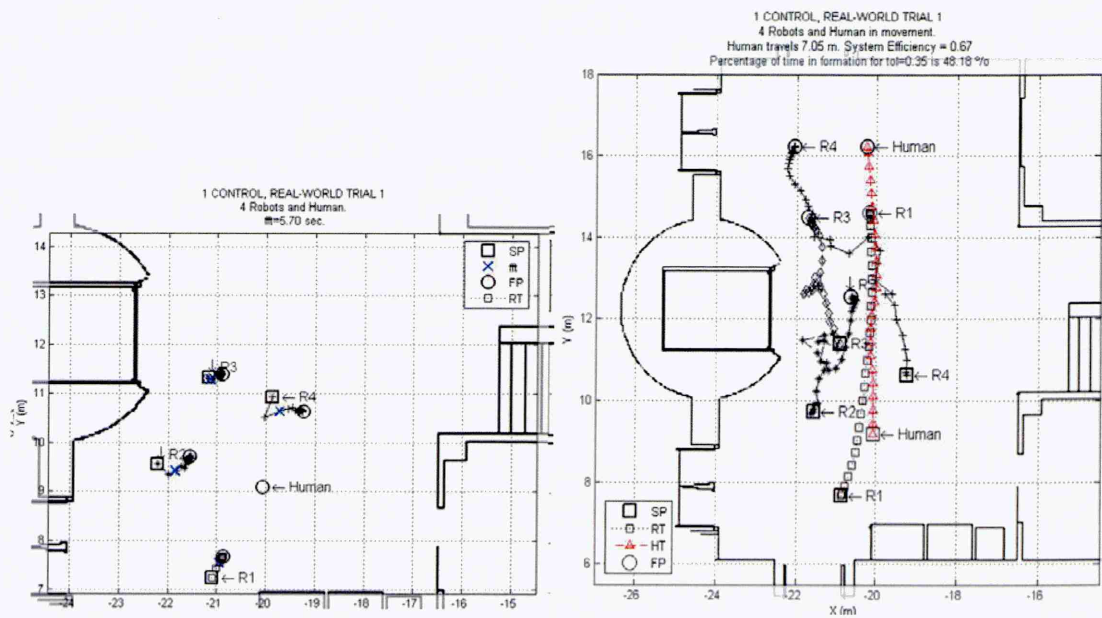 1 CONTROL, REAL-WORLD TRIAL 1
4 Robots and Human.
tft=5.70 sec.
14
13
12
11
10
9
8
7
Y (m)
SP
FP
RT
R3
R4
R2
Human
R1
-24
-23
-22
-21
-20
-19
-18
-17
-16
-15
1 CONTROL, REAL-WORLD TRIAL 1
4 Robots and Human in movement.
Human travels 7.05 m. System Efficiency = 0.67
Percentage of time in formation for tol=0.35 is 48.18 %
18
16
14
12
10
8
6
Y (m)
R4
Human
R3
R1
R
R3
R4
R2
Human
R1
SP
RT
HT
FP
-26
-24
-22
-20
-18
-16
X (m)